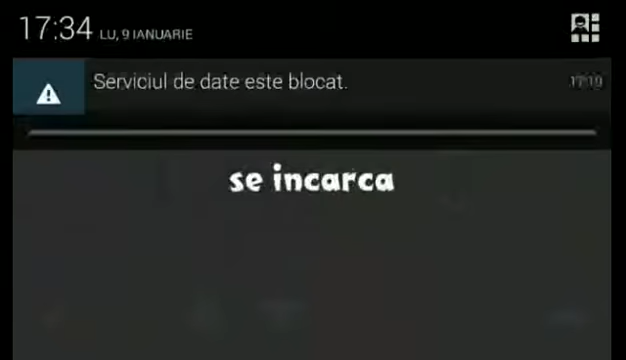 17:34 LU, 9 IANUARIE
Serviciul de date este blocat. 17:19
se incarca